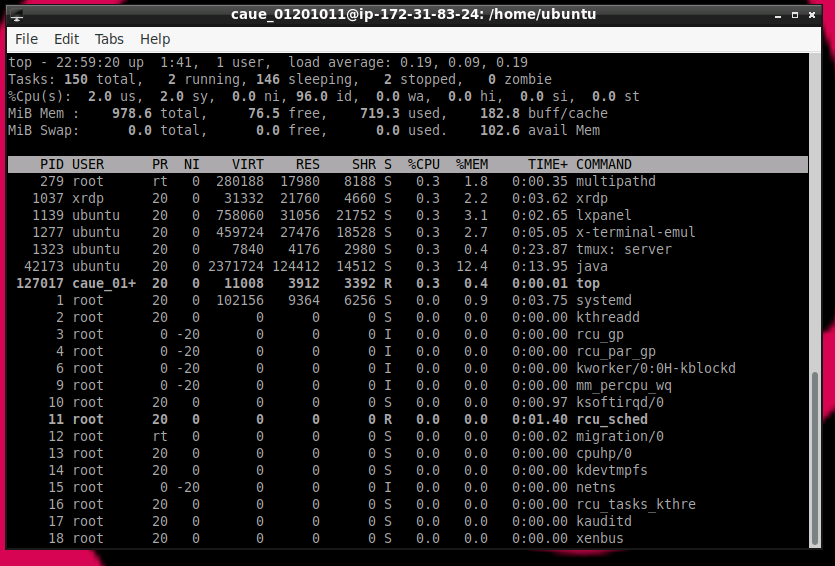 caue_01201011@ip-172-31-83-24: /home/ubuntu
File Edit Tabs Help
top - 22:59:20 up  1:41,  1 user,  load average: 0.19, 0.09, 0.19
Tasks: 150 total,   2 running, 146 sleeping,   2 stopped,   0 zombie
%Cpu(s):  2.0 us,  2.0 sy,  0.0 ni, 96.0 id,  0.0 wa,  0.0 hi,  0.0 si,  0.0 st
MiB Mem :    978.6 total,     76.5 free,    719.3 used,    182.8 buff/cache
MiB Swap:      0.0 total,      0.0 free,      0.0 used.    102.6 avail Mem
    PID USER      PR  NI    VIRT    RES    SHR S  %CPU  %MEM     TIME+ COMMAND
    279 root      rt   0  280188  17980   8188 S   0.3   1.8   0:00.35 multipathd
   1037 xrdp      20   0   31332  21760   4660 S   0.3   2.2   0:03.62 xrdp
   1139 ubuntu    20   0  758060  31056  21752 S   0.3   3.1   0:02.65 lxpanel
   1277 ubuntu    20   0  459724  27476  18528 S   0.3   2.7   0:05.05 x-terminal-emul
   1323 ubuntu    20   0    7840   4176   2980 S   0.3   0.4   0:23.87 tmux: server
  42173 ubuntu    20   0 2371724 124412  14512 S   0.3  12.4   0:13.95 java
 127017 caue_01+  20   0   11008   3912   3392 R   0.3   0.4   0:00.01 top
      1 root      20   0  102156   9364   6256 S   0.0   0.9   0:03.75 systemd
      2 root      20   0       0      0      0 S   0.0   0.0   0:00.00 kthreadd
      3 root       0 -20       0      0      0 I   0.0   0.0   0:00.00 rcu_gp
      4 root       0 -20       0      0      0 I   0.0   0.0   0:00.00 rcu_par_gp
      6 root       0 -20       0      0      0 I   0.0   0.0   0:00.00 kworker/0:0H-kblockd
      9 root       0 -20       0      0      0 I   0.0   0.0   0:00.00 mm_percpu_wq
     10 root      20   0       0      0      0 S   0.0   0.0   0:00.97 ksoftirqd/0
     11 root      20   0       0      0      0 R   0.0   0.0   0:01.40 rcu_sched
     12 root      rt   0       0      0      0 S   0.0   0.0   0:00.02 migration/0
     13 root      20   0       0      0      0 S   0.0   0.0   0:00.00 cpuhp/0
     14 root      20   0       0      0      0 S   0.0   0.0   0:00.00 kdevtmpfs
     15 root       0 -20       0      0      0 I   0.0   0.0   0:00.00 netns
     16 root      20   0       0      0      0 S   0.0   0.0   0:00.00 rcu_tasks_kthre
     17 root      20   0       0      0      0 S   0.0   0.0   0:00.00 kauditd
     18 root      20   0       0      0      0 S   0.0   0.0   0:00.00 xenbus